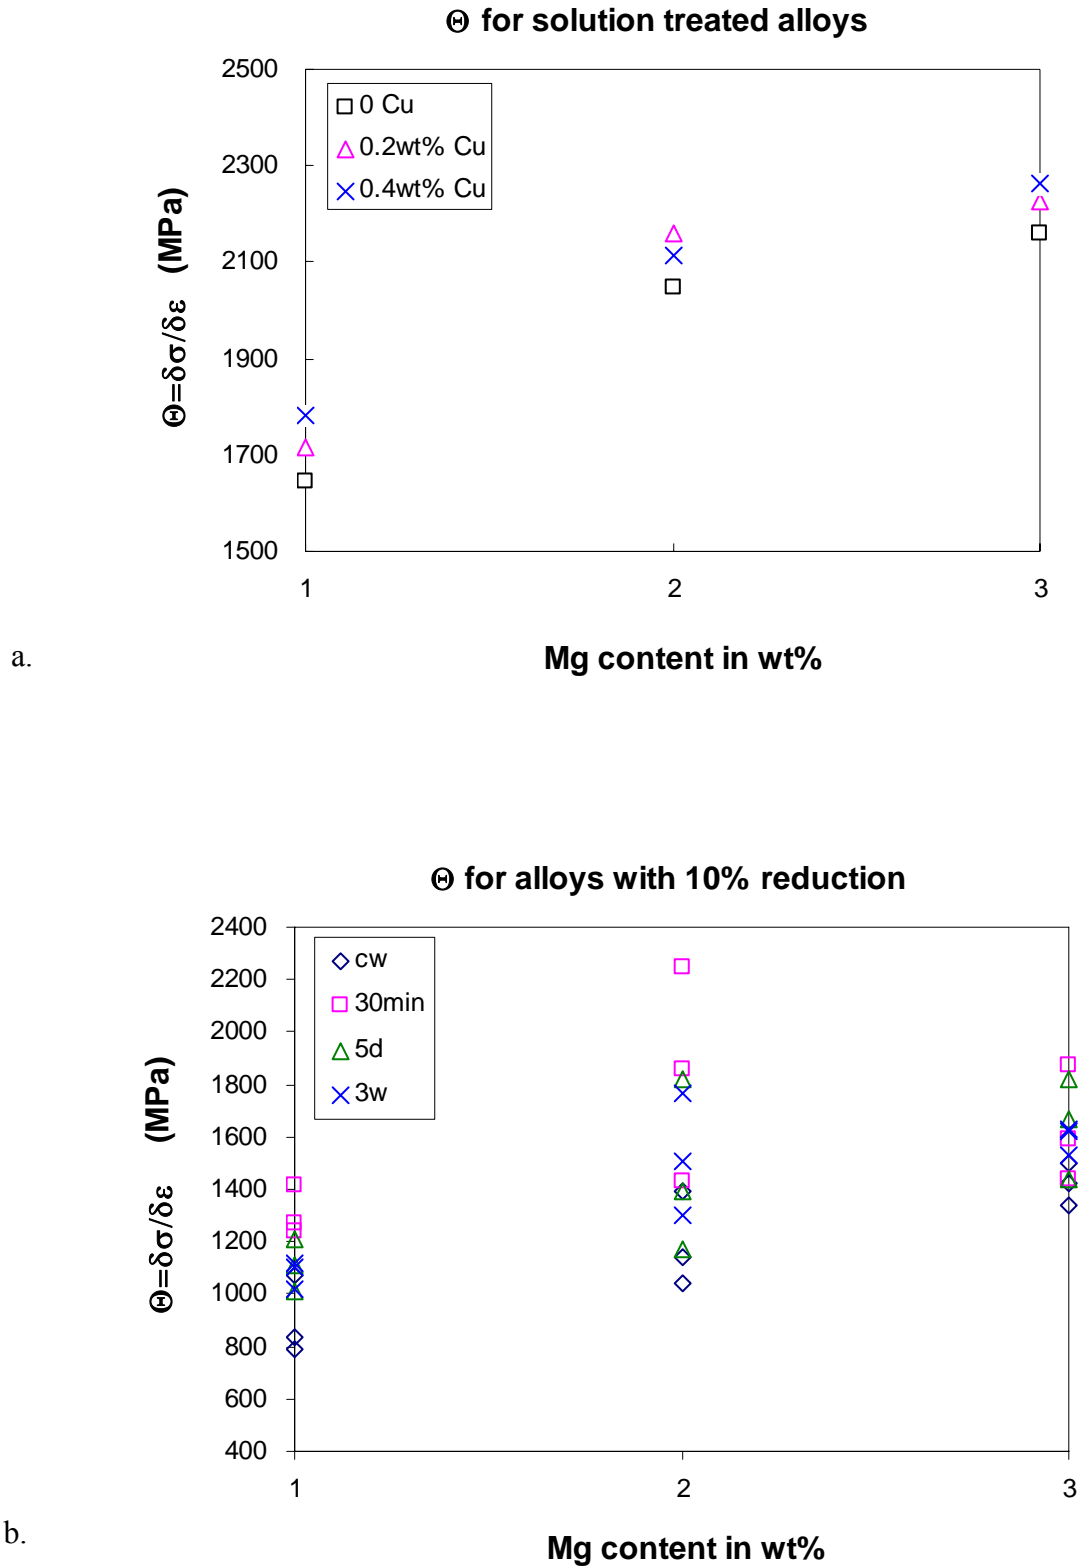 Θ for solution treated alloys
2500
2300
2100
1900
1700
1500
Θ=δσ/δε (MPa)
0 Cu
0.2wt% Cu
0.4wt% Cu
1 2 3
Mg content in wt%
a.
Θ for alloys with 10% reduction
2400
2200
2000
1800
1600
1400
1200
1000
800
600
400
Θ=δσ/δε (MPa)
cw
30min
5d
3w
1 2 3
Mg content in wt%
b.